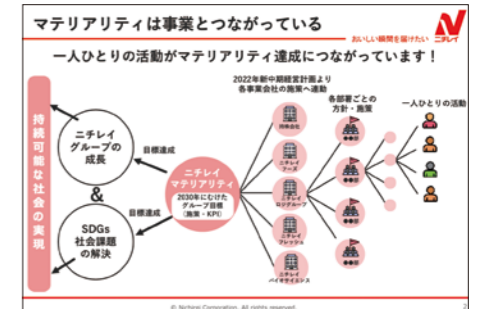 マテリアリティは事業とつながっている
おいしい瞬間を届けたい
ニチレイ
一人ひとりの活動がマテリアリティ達成につながっています！
持続可能な社会の実現
ニチレイ
グループの
成長
&
SDGs
社会課題
の解決
目標達成
目標達成
ニチレイ
マテリアリティ
2030年にむけた
グループ目標
（施策・KPI）
2022年新中期経営計画より
各事業会社の施策へ連動
持株会社
ニチレイ
フーズ
ニチレイ
ロジグループ
ニチレイ
フレッシュ
ニチレイ
バイオサイエンス
各部署ごとの
方針・施策
●●部
●●部
●●部
●●部
一人ひとりの活動
© Nichirei Corporation. All rights reserved.
2